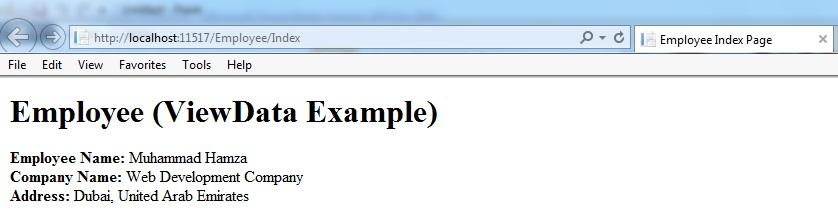 http://localhost:11517/Employee/Index
Employee Index Page
File Edit View Favorites Tools Help
Employee (ViewData Example)
Employee Name: Muhammad Hamza
Company Name: Web Development Company
Address: Dubai, United Arab Emirates